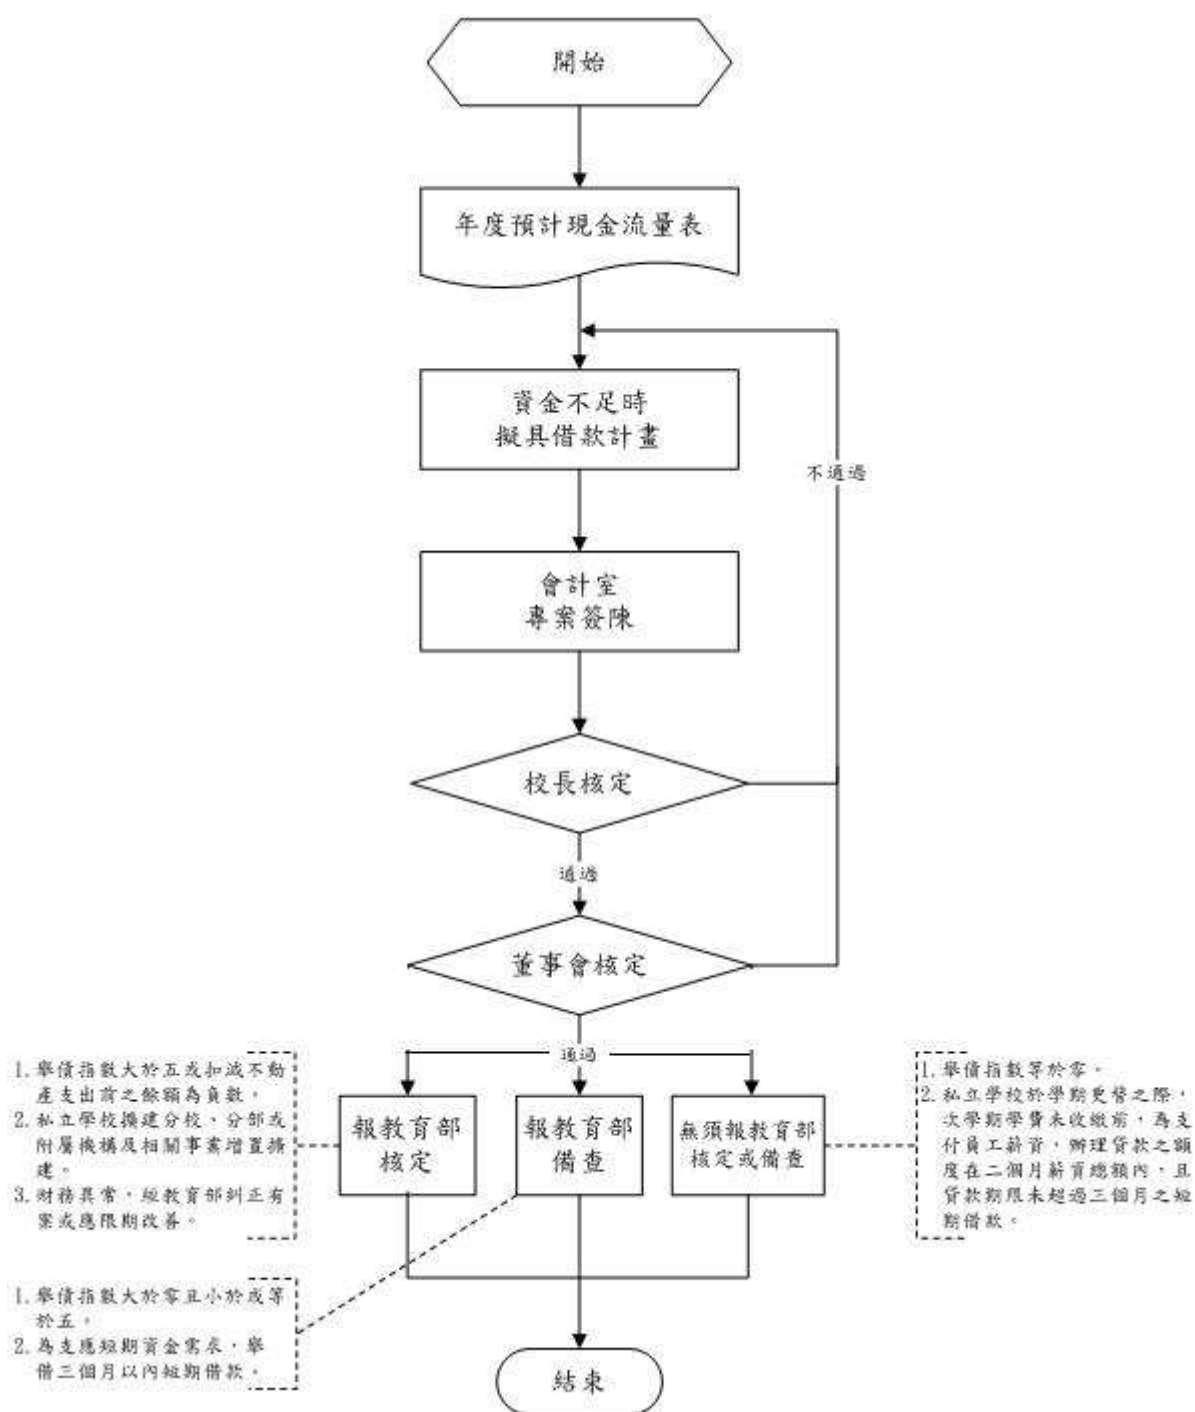 開始
年度預計現金流量表
資金不足時
擬具借款計畫
不通過
會計室
專案簽陳
校長核定
通過
董事會核定
通過
1.舉債指數大於五或扣減不動
產支出前之餘額為負數。
2.私立學校擴建分校、分部或
附屬機構及相關事業增置擴
建。
3.財務異常,經教育部糾正有
案或應限期改善。
報教育部
核定
報教育部
備查
無須報教育部
核定或備查
1.舉債指數等於零。
2.私立學校於學期更替之際,
次學期學費未收繳前,為支
付員工薪資,辦理貸款之額
度在二個月薪資總額內,且
貸款期限未超過三個月之短
期借款。
1.舉債指數大於零且小於或等
於五。
2.為支應短期資金需求,舉
借三個月以內短期借款。
結束